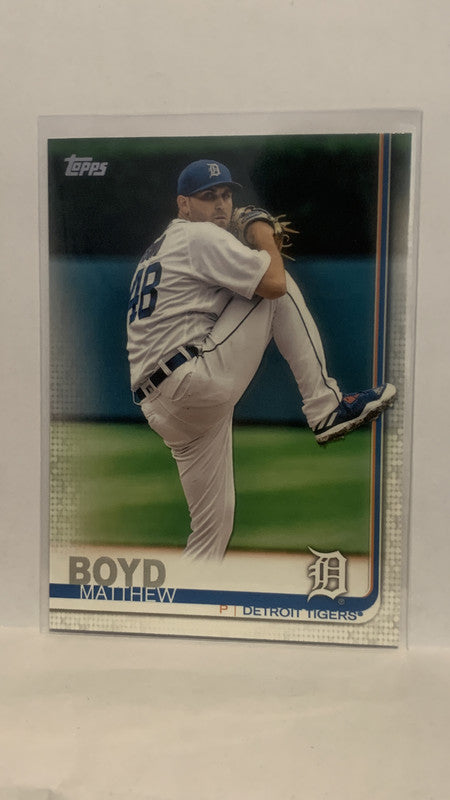 Topps
D
48
BOYD
MATTHEW
D
P | DETROIT TIGERS®